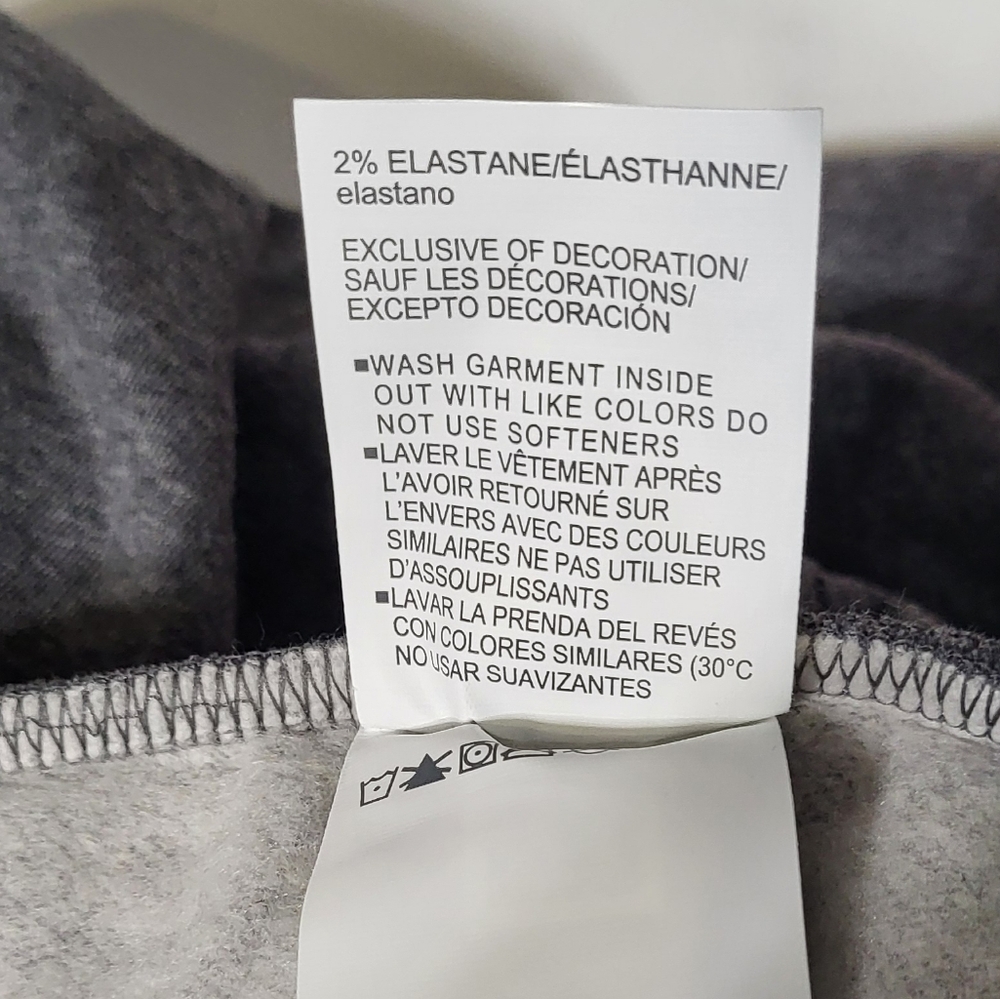 2% ELASTANE/ÉLASTHANNE/
elastano
EXCLUSIVE OF DECORATION/
SAUF LES DÉCORATIONS/
EXCEPTO DECORACIÓN
▪WASH GARMENT INSIDE
OUT WITH LIKE COLORS DO
NOT USE SOFTENERS
▪LAVER LE VÊTEMENT APRÈS
L'AVOIR RETOURNÉ SUR
L'ENVERS AVEC DES COULEURS
SIMILAIRES NE PAS UTILISER
D'ASSOUPLISSANTS
▪LAVAR LA PRENDA DEL REVÉS
CON COLORES SIMILARES (30°C
NO USAR SUAVIZANTES